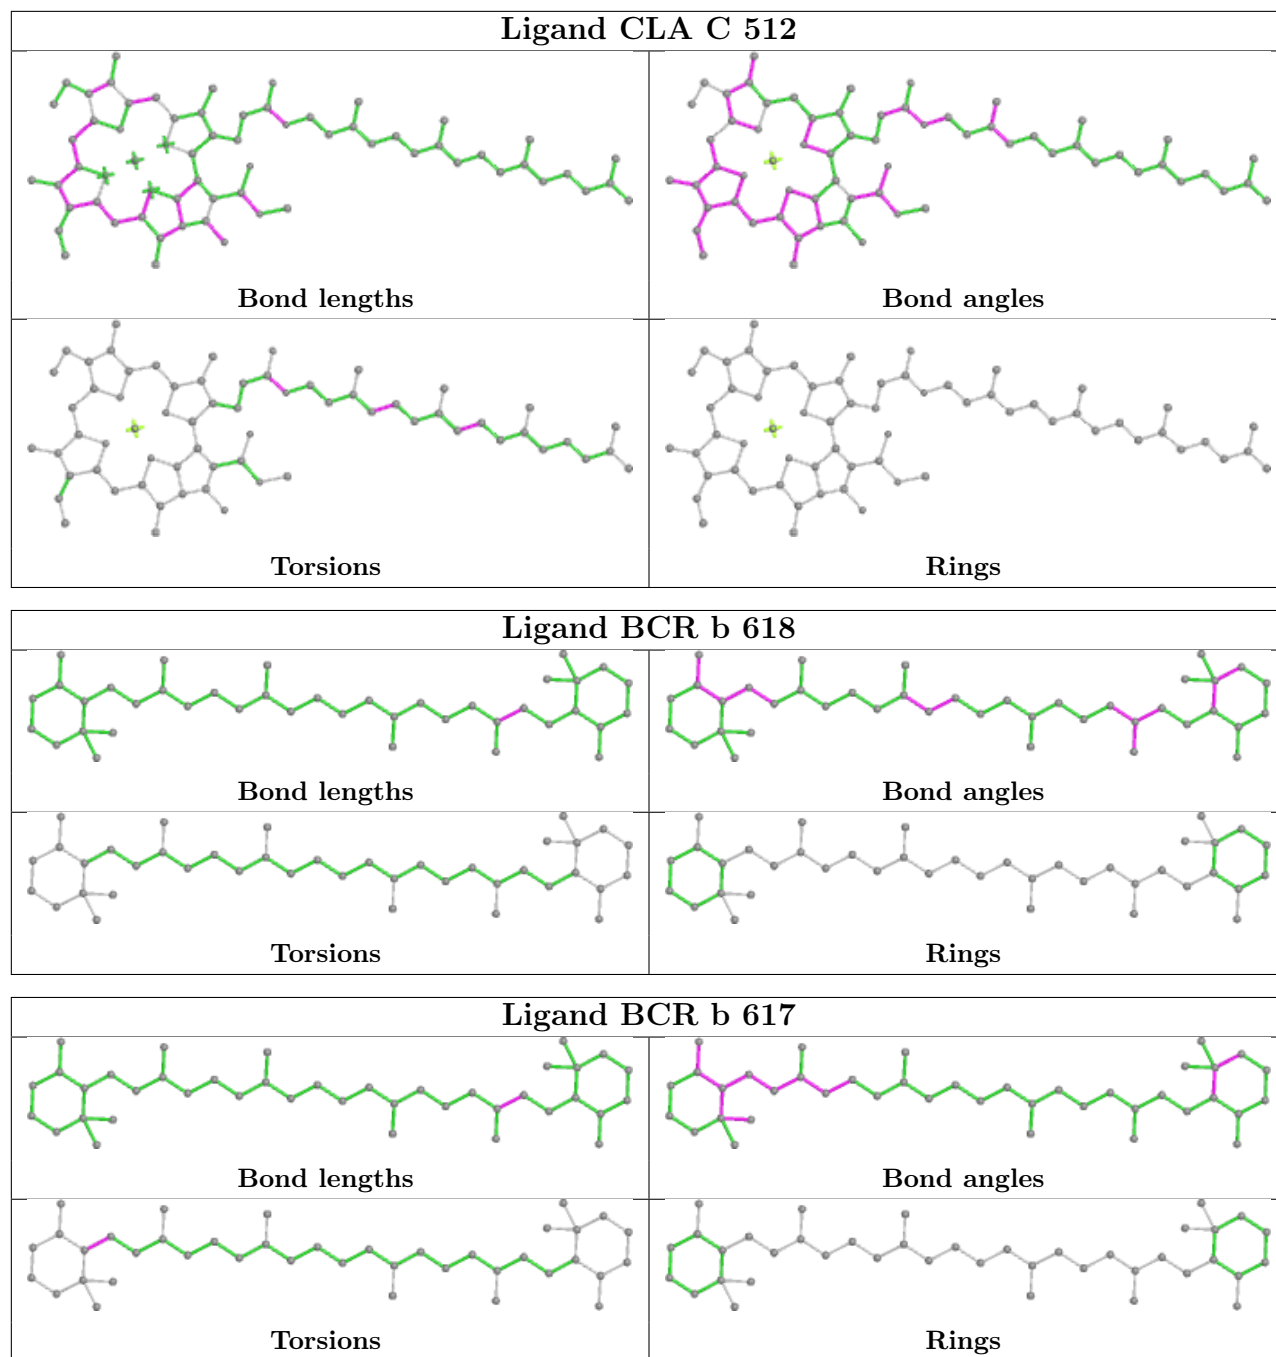 Ligand CLA C 512
Bond lengths
Bond angles
Torsions
Rings
Ligand BCR b 618
Bond lengths
Bond angles
Torsions
Rings
Ligand BCR b 617
Bond lengths
Bond angles
Torsions
Rings